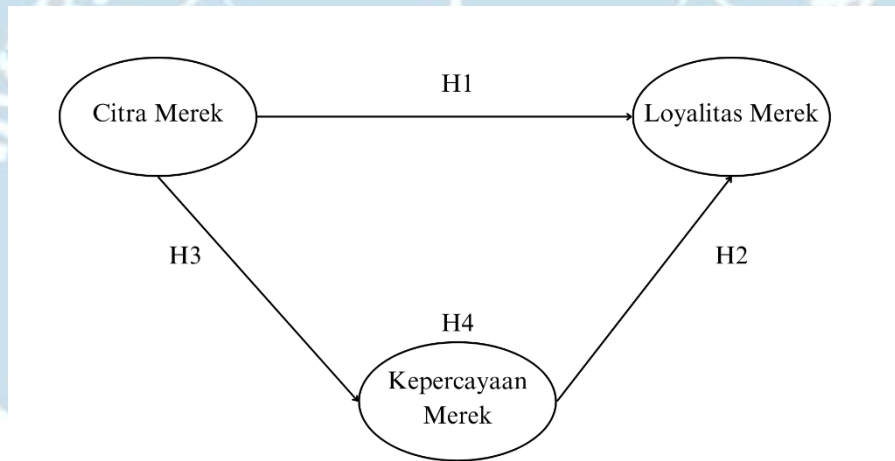 H1
Citra Merek
Loyalitas Merek
H3
H2
H4
Kepercayaan
Merek